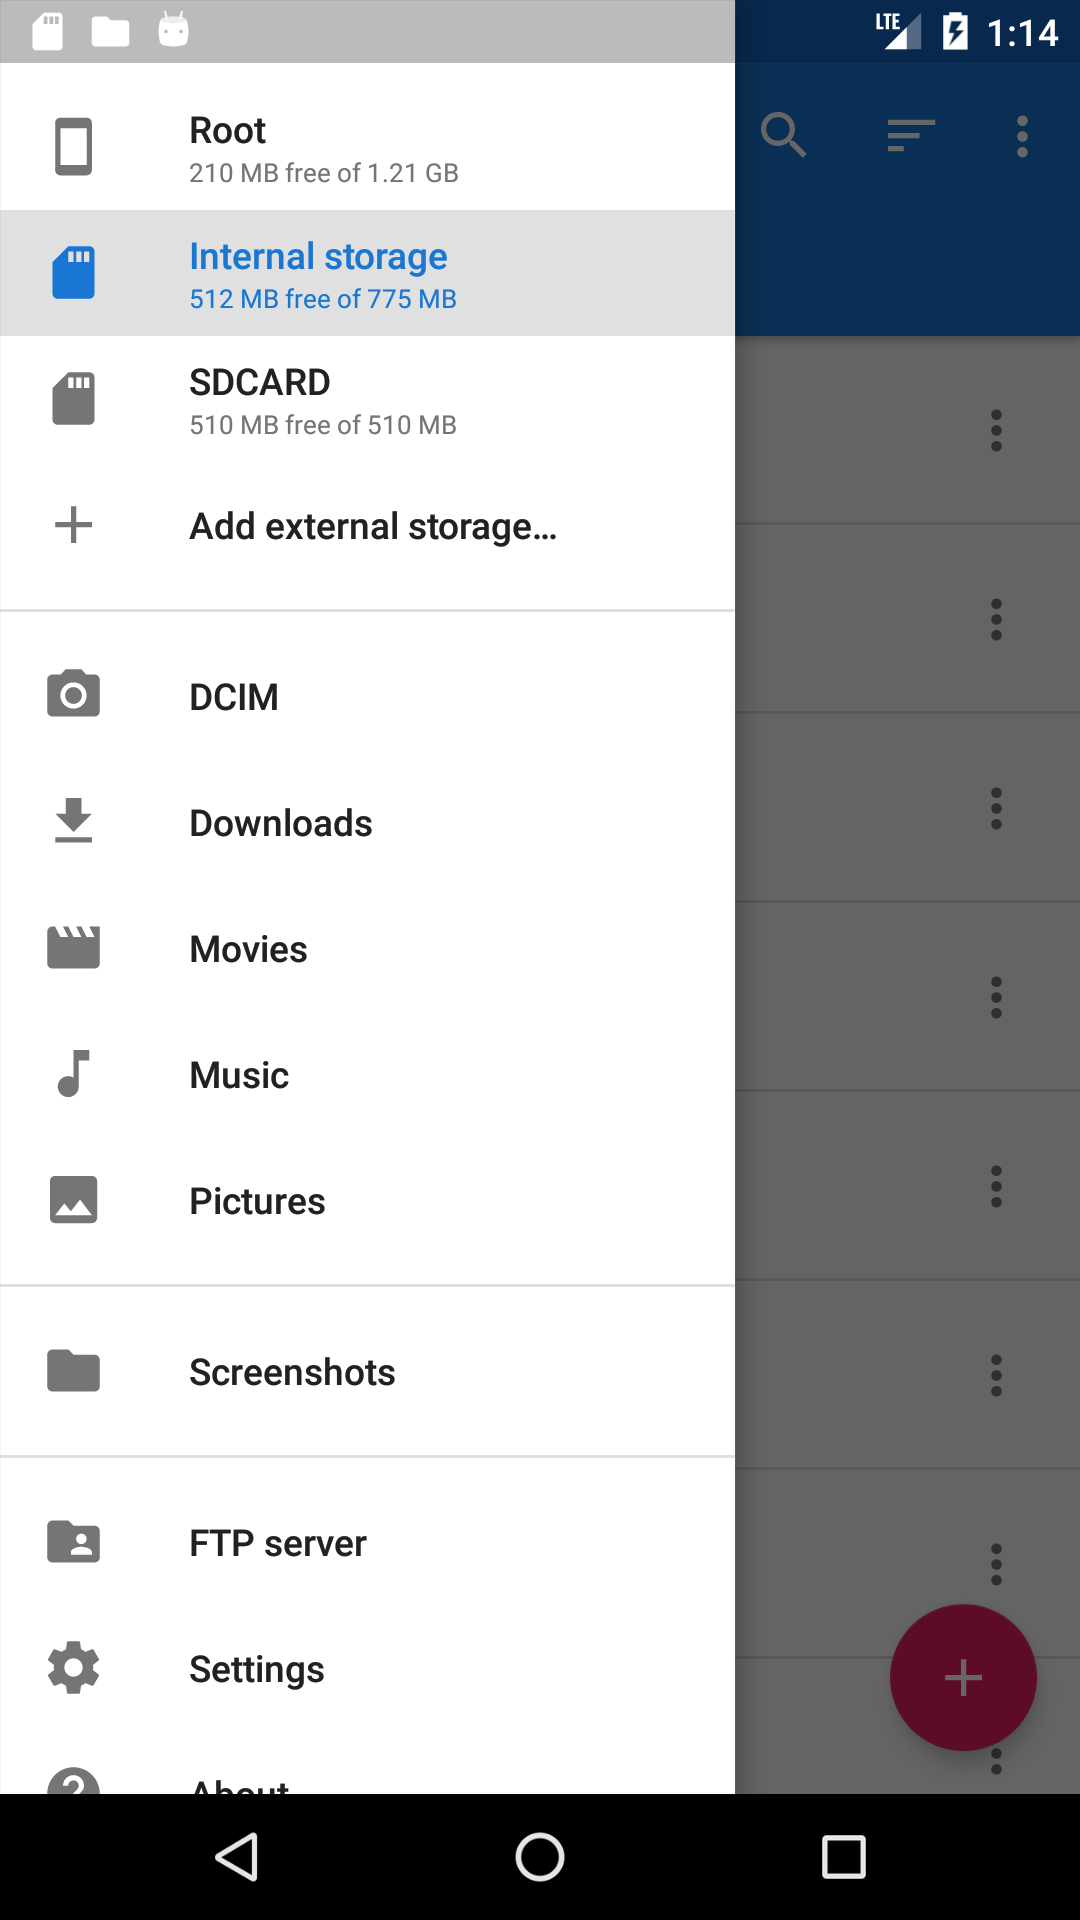 LTE 1:14
Root
210 MB free of 1.21 GB
Internal storage
512 MB free of 775 MB
SDCARD
510 MB free of 510 MB
Add external storage...
DCIM
Downloads
Movies
Music
Pictures
Screenshots
FTP server
Settings
About